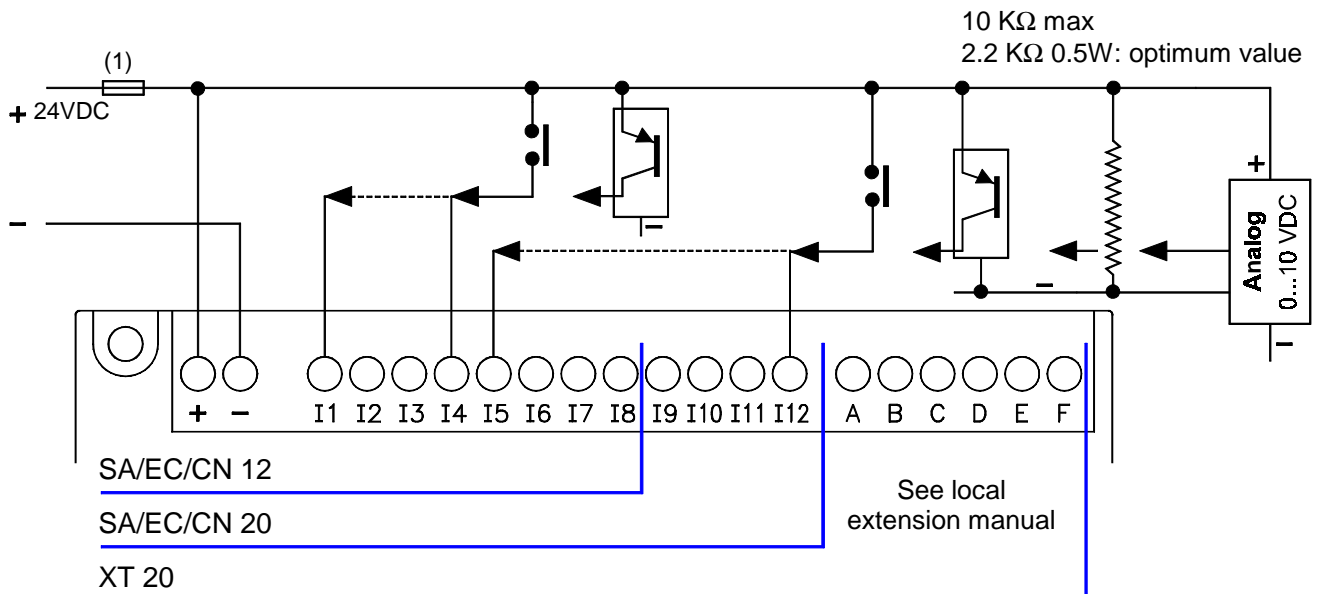 10 KΩ max
2.2 KΩ 0.5W: optimum value
(1)
+ 24VDC
-
-
-
+
Analog
0...10 VDC
-
-
+ - I1 I2 I3 I4 I5 I6 I7 I8 I9 I10 I11 I12 A B C D E F
SA/EC/CN 12
SA/EC/CN 20
XT 20
See local
extension manual